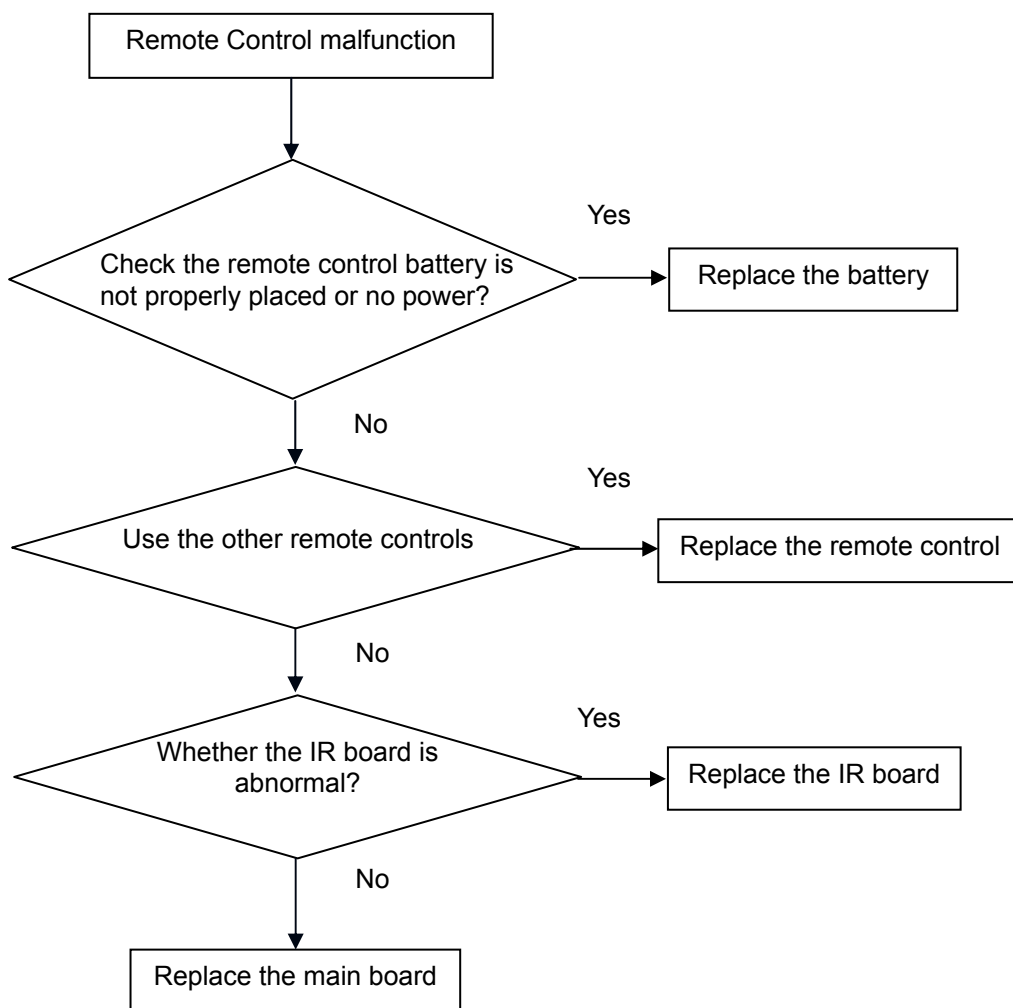 Remote Control malfunction
Yes
Check the remote control battery is
not properly placed or no power?
Replace the battery
No
Yes
Use the other remote controls
Replace the remote control
No
Yes
Whether the IR board is
abnormal?
Replace the IR board
No
Replace the main board